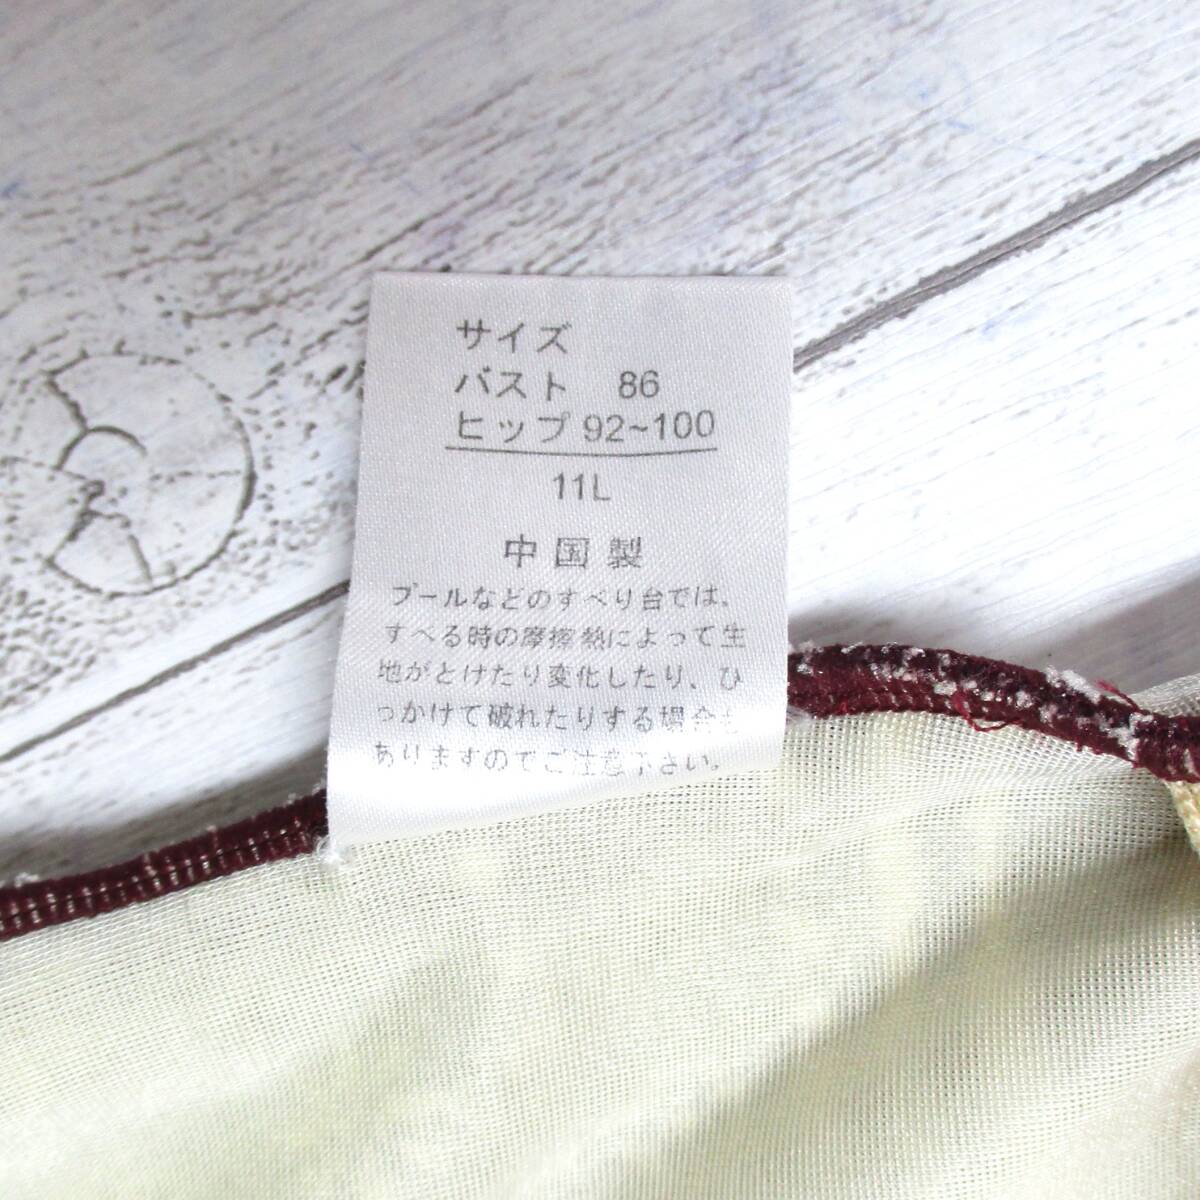 サイズ
バスト 86
ヒップ 92~100
11L
中国製
プールなどのすべり台では、
すべる時の摩擦熱によって生
地がとけたり変化したり、ひ
っかけて破れたりする場合も
ありますのでご注意下さい。